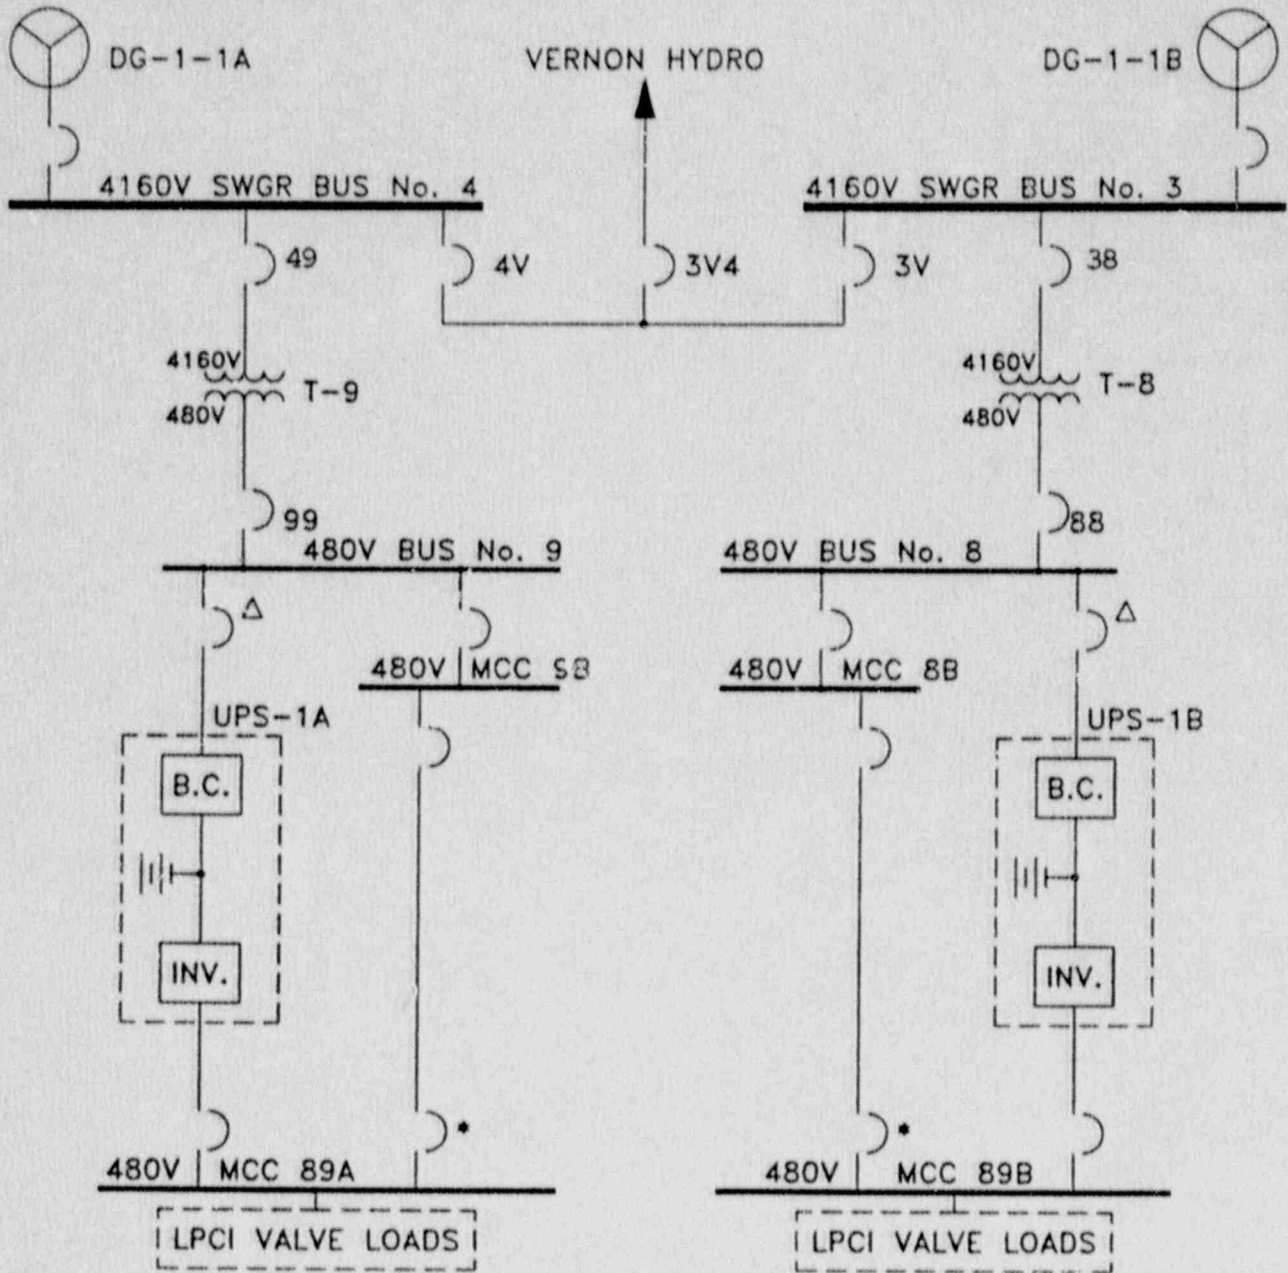 DG-1-1A
VERNON HYDRO
DG-1-1B
4160V SWGR BUS No. 4
4160V SWGR BUS No. 3
49
4V
3V4
3V
38
4160V
480V
T-9
4160V
480V
T-8
99
88
480V BUS No. 9
480V BUS No. 8
Δ
Δ
480V MCC 9B
480V MCC 8B
UPS-1A
UPS-1B
B.C.
B.C.
INV.
INV.
*
*
480V MCC 89A
480V MCC 89B
LPCI VALVE LOADS
LPCI VALVE LOADS